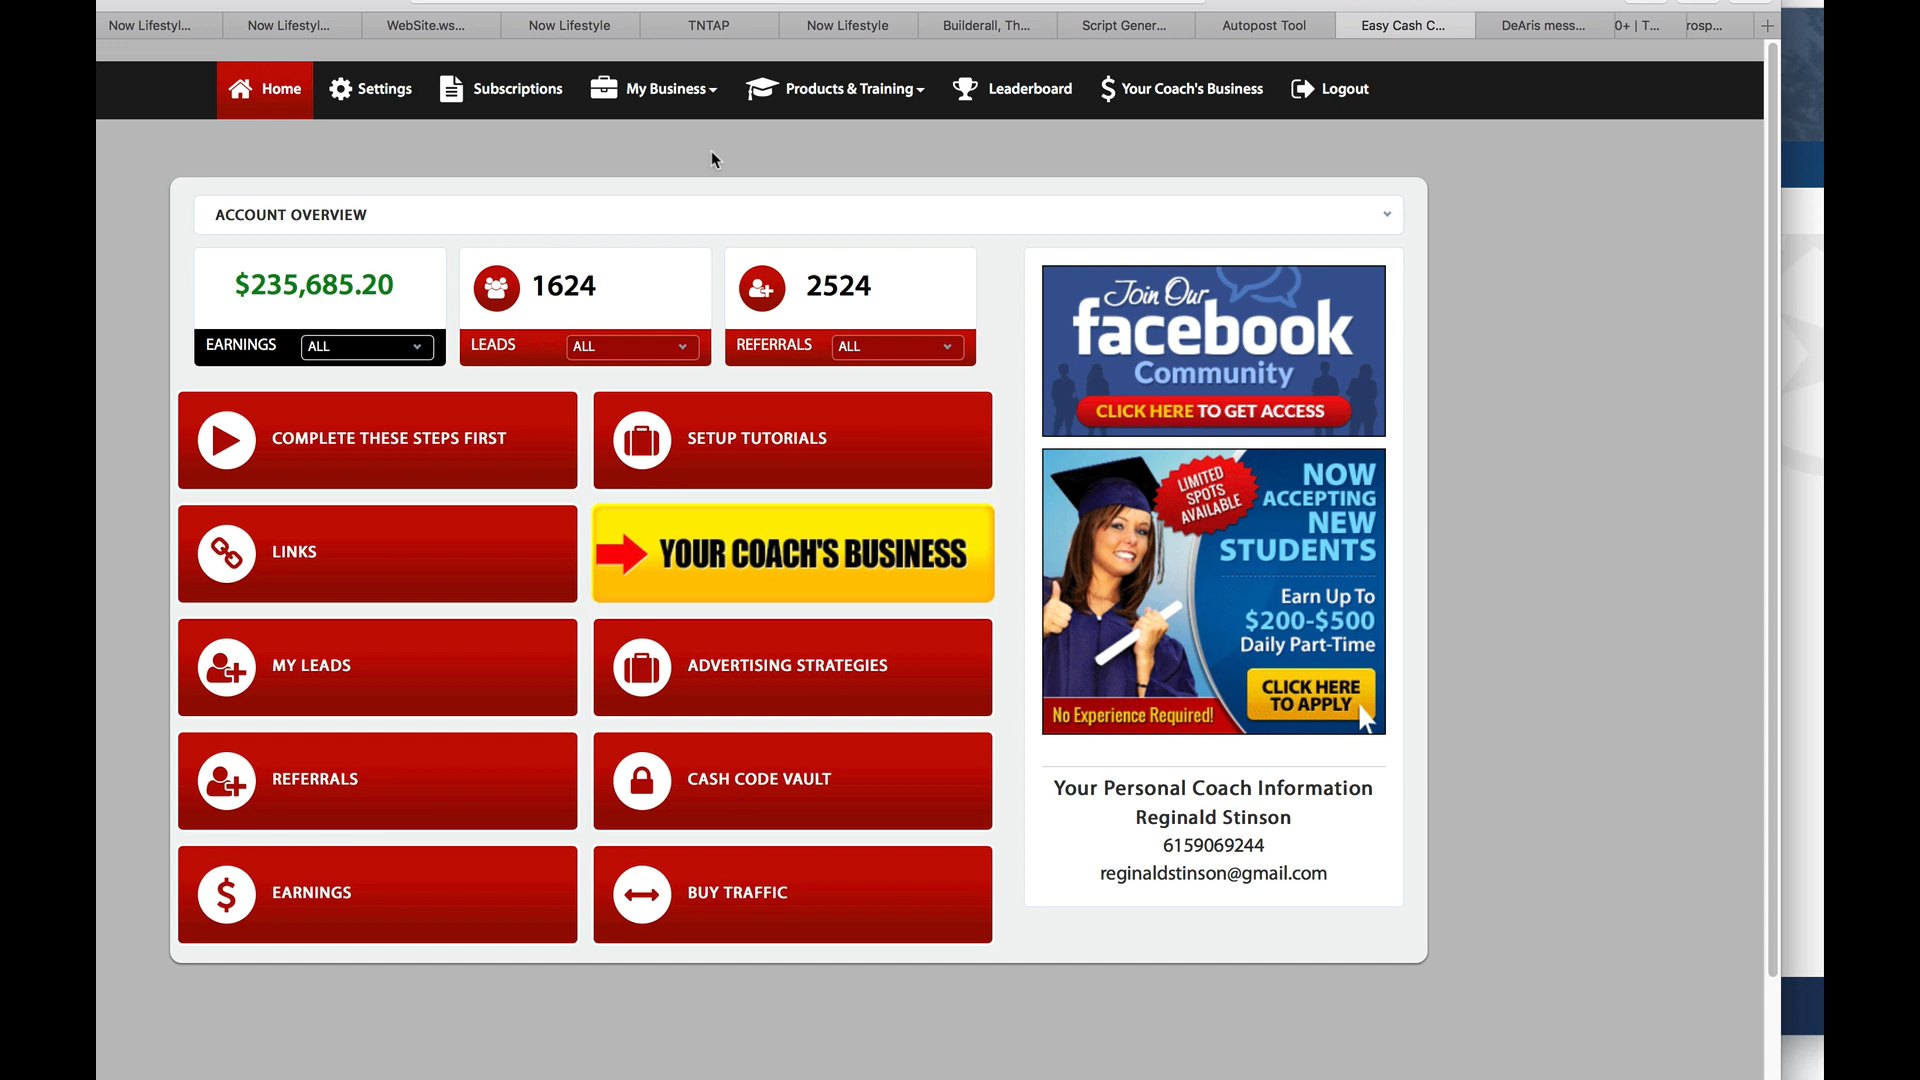 Now Lifestyl...
Now Lifestyl...
WebSite.ws...
Now Lifestyle
TNTAP
Now Lifestyle
Builderall, Th...
Script Gener...
Autopost Tool
Easy Cash C...
DeAris mess...
0+ | T...
rosp...
Home
Settings
Subscriptions
My Business
Products & Training
Leaderboard
$ Your Coach's Business
Logout
ACCOUNT OVERVIEW
$235,685.20
EARNINGS ALL
1624
LEADS ALL
2524
REFERRALS ALL
COMPLETE THESE STEPS FIRST
SETUP TUTORIALS
LINKS
YOUR COACH'S BUSINESS
MY LEADS
ADVERTISING STRATEGIES
REFERRALS
CASH CODE VAULT
$ EARNINGS
BUY TRAFFIC
Join Our
facebook
Community
CLICK HERE TO GET ACCESS
LIMITED
SPOTS
AVAILABLE
NOW
ACCEPTING
NEW
STUDENTS
Earn Up To
$200-$500
Daily Part-Time
CLICK HERE
TO APPLY
No Experience Required!
Your Personal Coach Information
Reginald Stinson
6159069244
reginaldstinson@gmail.com